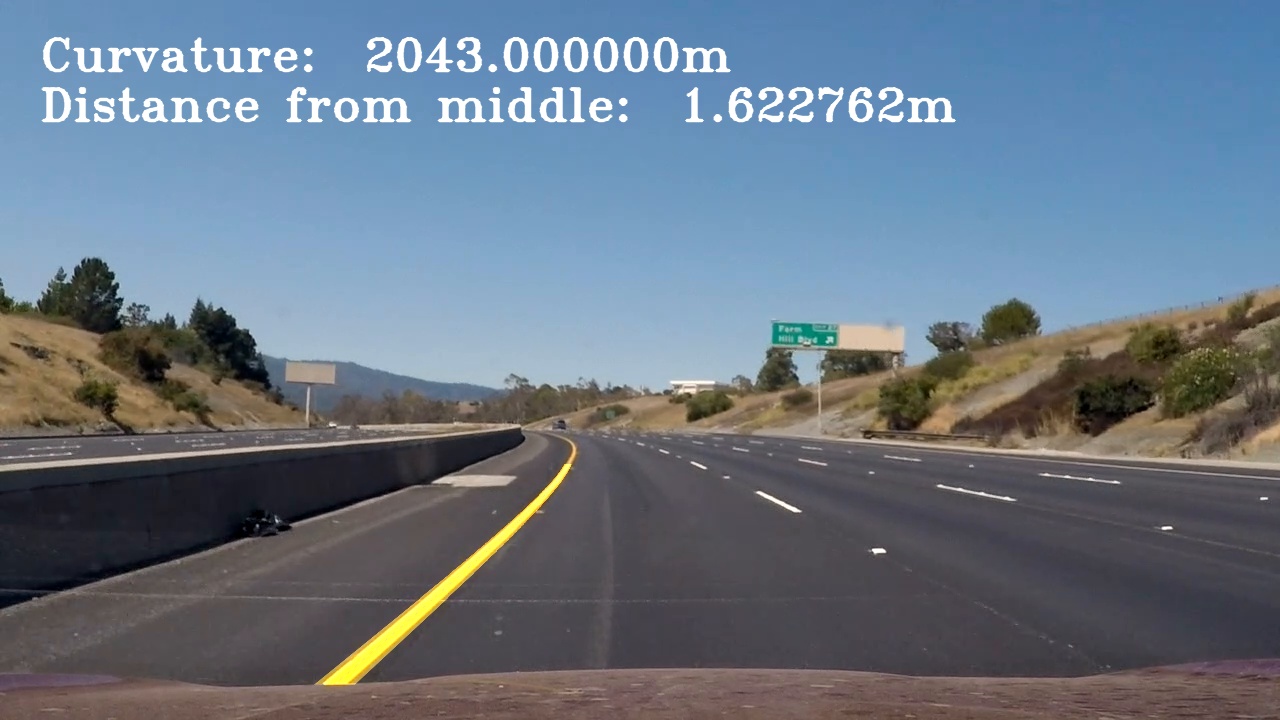 Curvature: 2043.000000m
Distance from middle: 1.622762m
Farm
Hill Blvd